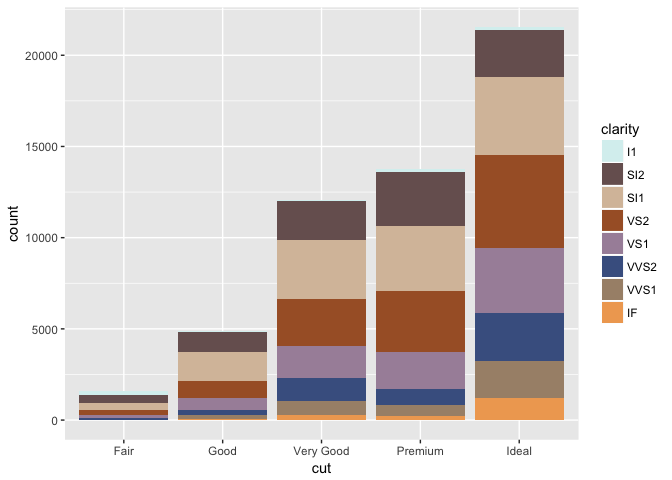 20000
15000
10000
5000
0
count
Fair Good Very Good Premium Ideal
cut
clarity
I1
SI2
SI1
VS2
VS1
VVS2
VVS1
IF